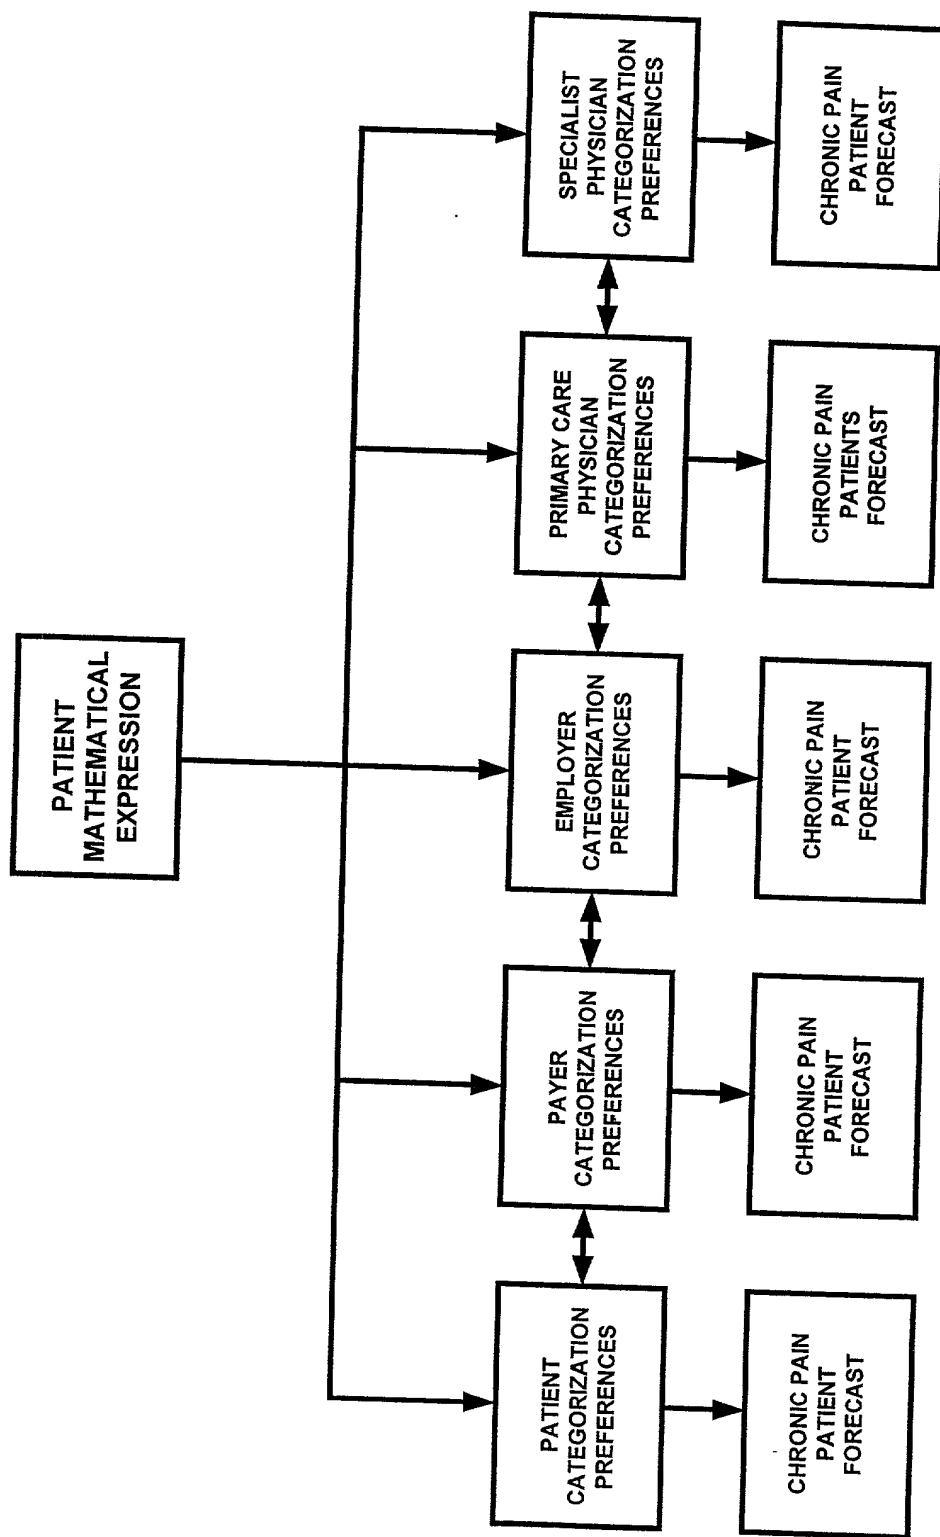 PATIENT
MATHEMATICAL
EXPRESSION
PATIENT
CATEGORIZATION
PREFERENCES
PAYER
CATEGORIZATION
PREFERENCES
EMPLOYER
CATEGORIZATION
PREFERENCES
PRIMARY CARE
PHYSICIAN
CATEGORIZATION
PREFERENCES
SPECIALIST
PHYSICIAN
CATEGORIZATION
PREFERENCES
CHRONIC PAIN
PATIENT
FORECAST
CHRONIC PAIN
PATIENT
FORECAST
CHRONIC PAIN
PATIENT
FORECAST
CHRONIC PAIN
PATIENTS
FORECAST
CHRONIC PAIN
PATIENT
FORECAST